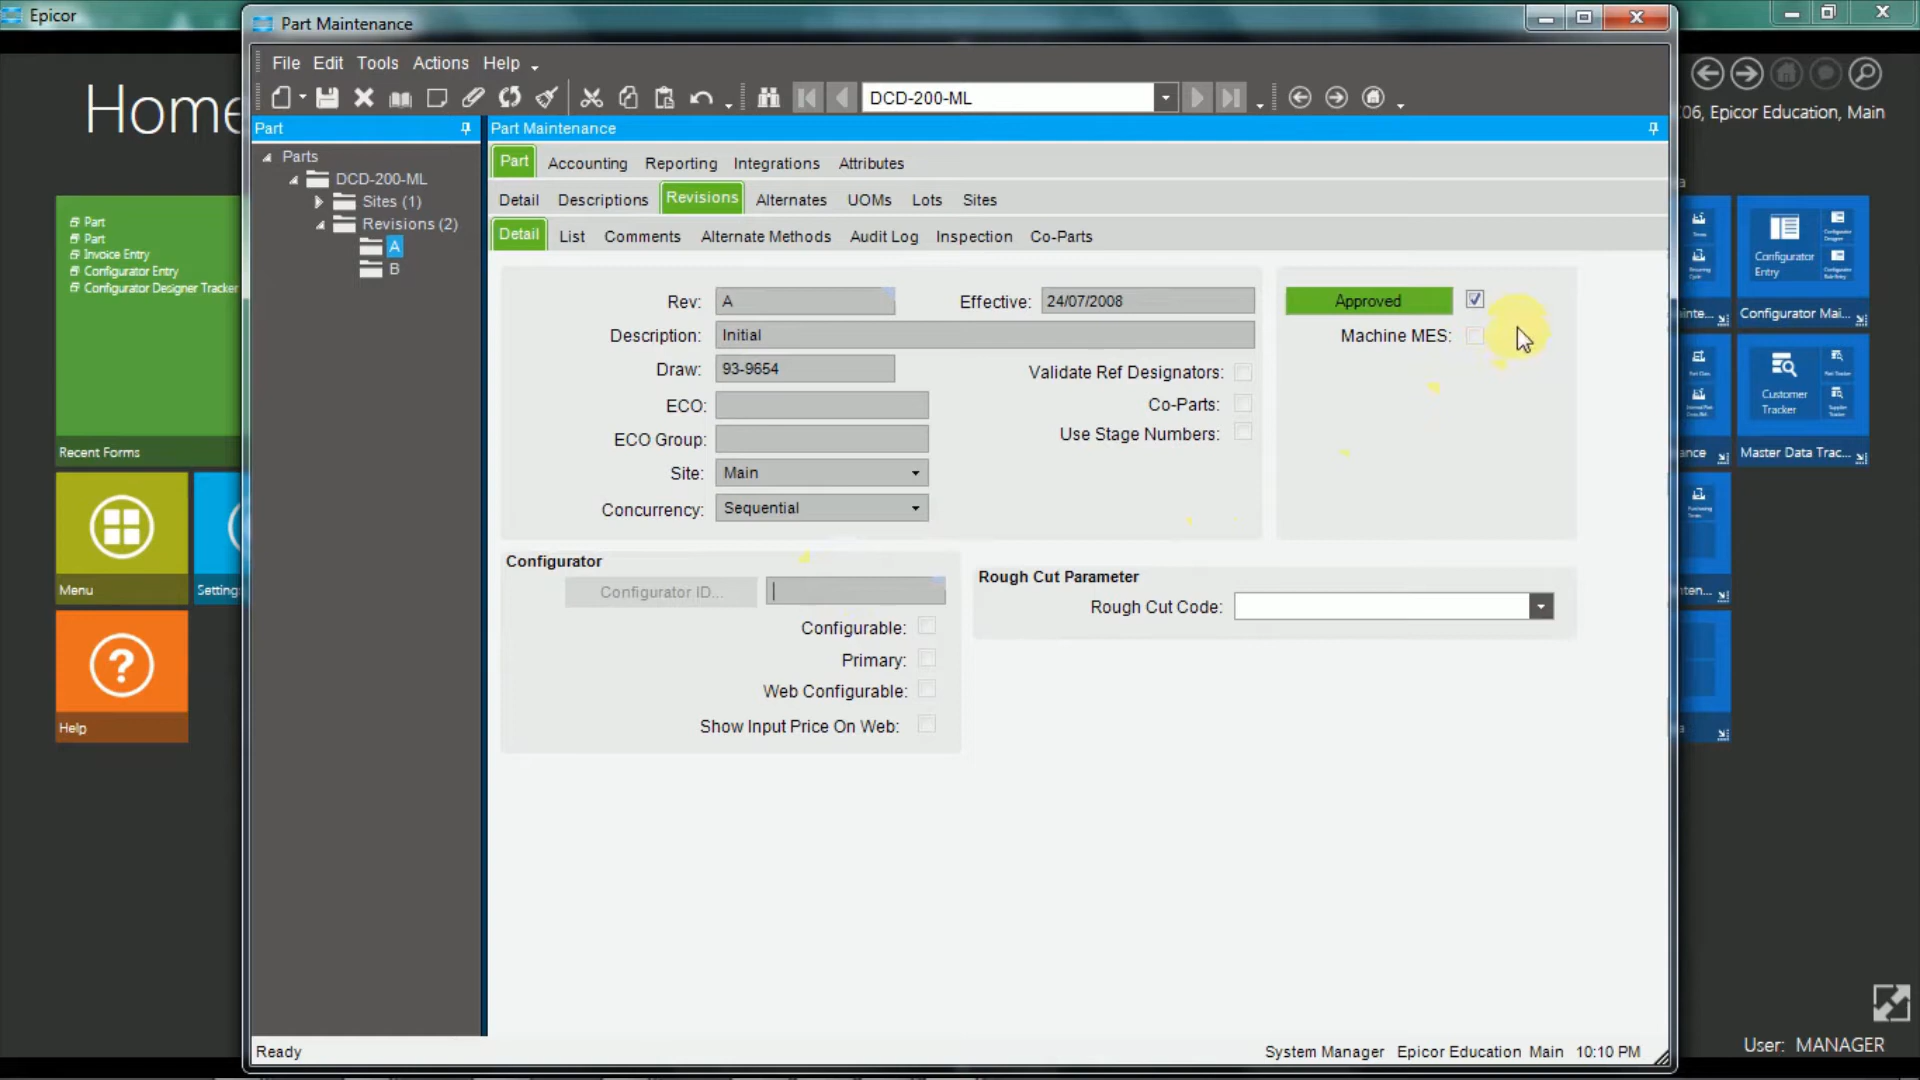 Epicor
Part Maintenance
Home
File Edit Tools Actions Help
DCD-200-ML
06, Epicor Education, Main
Part
Part Maintenance
Parts
DCD-200-ML
Sites (1)
Revisions (2)
A
B
Part Accounting Reporting Integrations Attributes
Detail Descriptions Revisions Alternates UOMs Lots Sites
Detail List Comments Alternate Methods Audit Log Inspection Co-Parts
Rev: A
Effective: 24/07/2008
Approved
Description: Initial
Machine MES:
Draw: 93-9654
Validate Ref Designators:
ECO:
Co-Parts:
ECO Group:
Use Stage Numbers:
Site: Main
Concurrency: Sequential
Configurator
Configurator ID...
Configurable:
Primary:
Web Configurable:
Show Input Price On Web:
Rough Cut Parameter
Rough Cut Code:
Part
Part
Invoice Entry
Configurator Entry
Configurator Designer Tracker
Recent Forms
Menu
Setting
Help
Configurator
Entry
Configurator Mai...
Customer
Tracker
Master Data Trac...
Ready
System Manager Epicor Education Main 10:10 PM
User: MANAGER